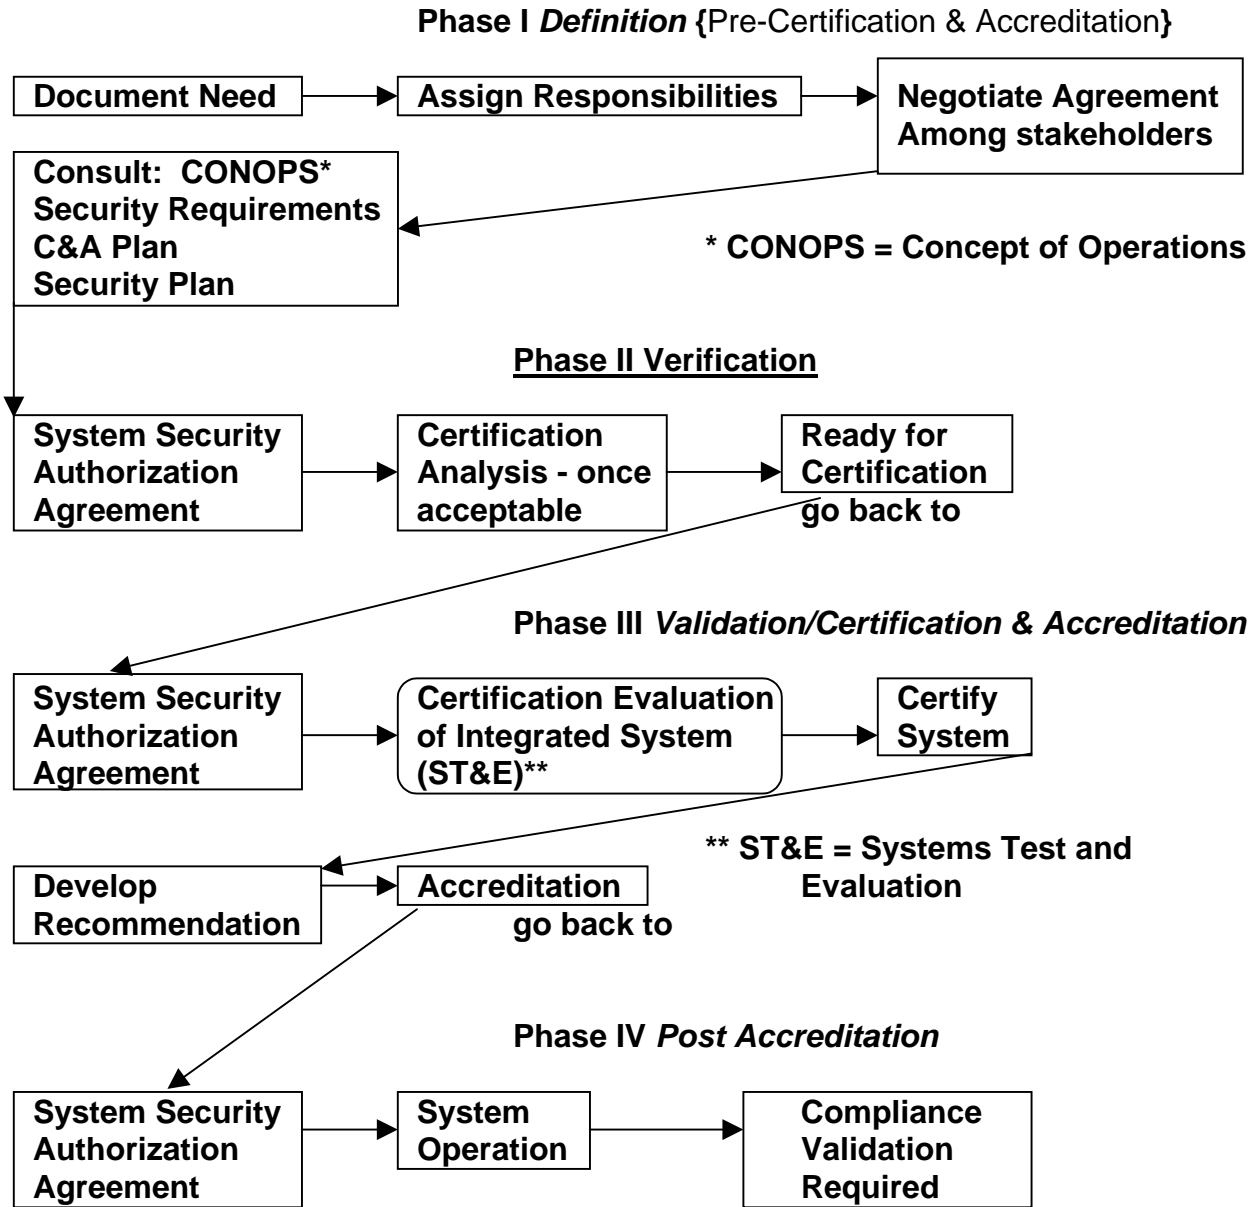 Phase I Definition {Pre-Certification & Accreditation}
Document Need
Assign Responsibilities
Negotiate Agreement
Among stakeholders
Consult: CONOPS*
Security Requirements
C&A Plan
Security Plan
* CONOPS = Concept of Operations
Phase II Verification
System Security
Authorization
Agreement
Certification
Analysis - once
acceptable
Ready for
Certification
go back to
Phase III Validation/Certification & Accreditation
System Security
Authorization
Agreement
Certification Evaluation
of Integrated System
(ST&E)**
Certify
System
** ST&E = Systems Test and
Evaluation
Develop
Recommendation
Accreditation
go back to
Phase IV Post Accreditation
System Security
Authorization
Agreement
System
Operation
Compliance
Validation
Required